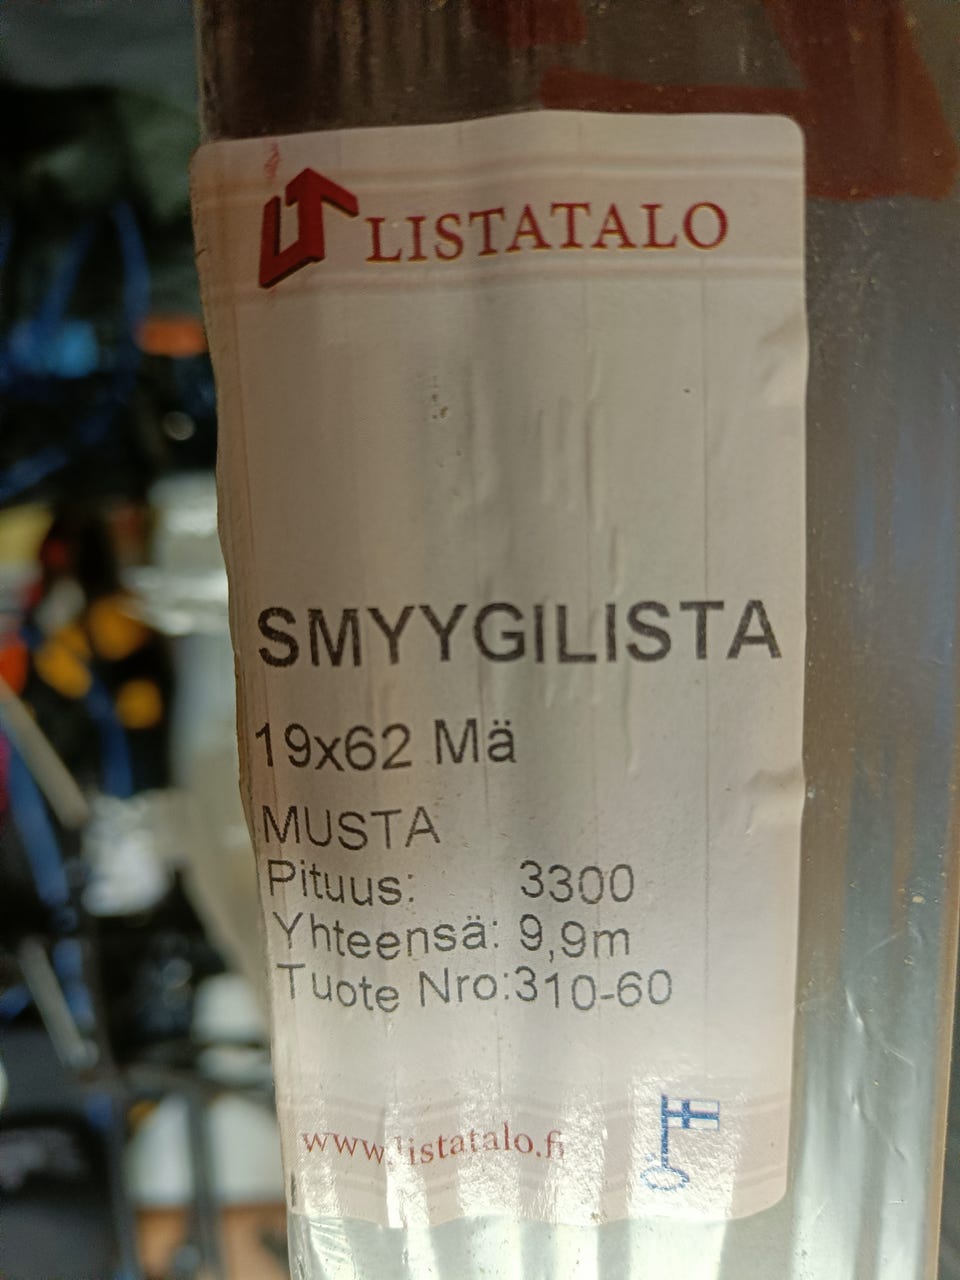 LISTATALO
SMYYGILISTA
19x62 Mä
MUSTA
Pituus: 3300
Yhteensä: 9,9m
Tuote Nro:310-60
www.listatalo.fi